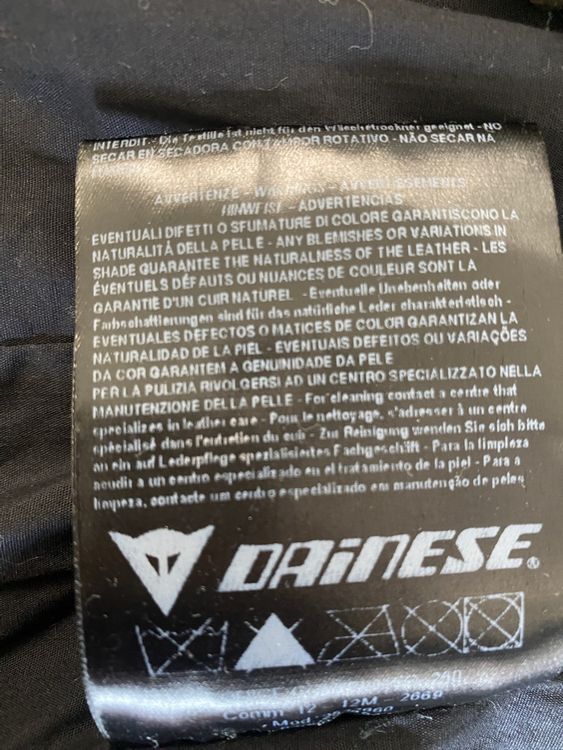 INTERDIT - Die Textilie ist nicht für den Wäschetrockner geeignet - NO
SECAR EN SECADORA CON TAMBOR ROTATIVO - NÃO SECAR NA
AVVERTENZE - WARNINGS - AVVERTISSEMENTS
HINWEISE - ADVERTENCIAS
EVENTUALI DIFETTI O SFUMATURE DI COLORE GARANTISCONO LA
NATURALITÀ DELLA PELLE - ANY BLEMISHES OR VARIATIONS IN
SHADE GUARANTEE THE NATURALNESS OF THE LEATHER - LES
ÉVENTUELS DÉFAUTS OU NUANCES DE COULEUR SONT LA
GARANTIE D'UN CUIR NATUREL - Eventuelle Unebenheiten oder
Farbschattierungen sind für das natürliche Leder charakteristisch -
EVENTUALES DEFECTOS O MATICES DE COLOR GARANTIZAN LA
NATURALIDAD DE LA PIEL - EVENTUAIS DEFEITOS OU VARIAÇÕES
DA COR GARANTEM A GENUINIDADE DA PELE
PER LA PULIZIA RIVOLGERSI AD UN CENTRO SPECIALIZZATO NELLA
MANUTENZIONE DELLA PELLE - For cleaning contact a centre that
specializes in leather care - Pour le nettoyage, s'adresser à un centre
spécialisé dans l'entretien du cuir - Zur Reinigung wenden Sie sich bitte
an ein auf Lederpflege spezialisiertes Fachgeschäft - Para la limpieza
acudir a un centro especializado en el tratamiento de la piel - Para a
limpeza, contacte um centro especializado em manutenção de peles
DAINESE®
Comm 12 - 12M - 2669
Mod.